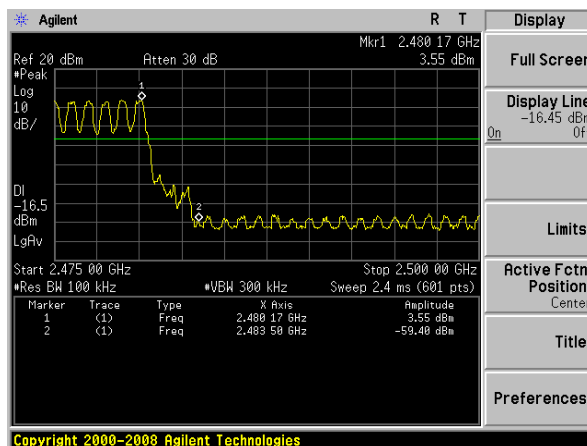 Agilent R T Display
Mkr1 2.480 17 GHz
Ref 20 dBm Atten 30 dB 3.55 dBm
#Peak
Log
10
dB/
1
2
DI
-16.5
dBm
LgAv
Start 2.475 00 GHz Stop 2.500 00 GHz
#Res BW 100 kHz #VBW 300 kHz Sweep 2.4 ms (601 pts)
Marker Trace Type X Axis Amplitude
1 (1) Freq 2.480 17 GHz 3.55 dBm
2 (1) Freq 2.483 50 GHz -59.40 dBm
Full Screen
Display Line
-16.45 dBm
On Of
Limits
Active Fctn
Position
Center
Title
Preferences
Copyright 2000-2008 Agilent Technologies